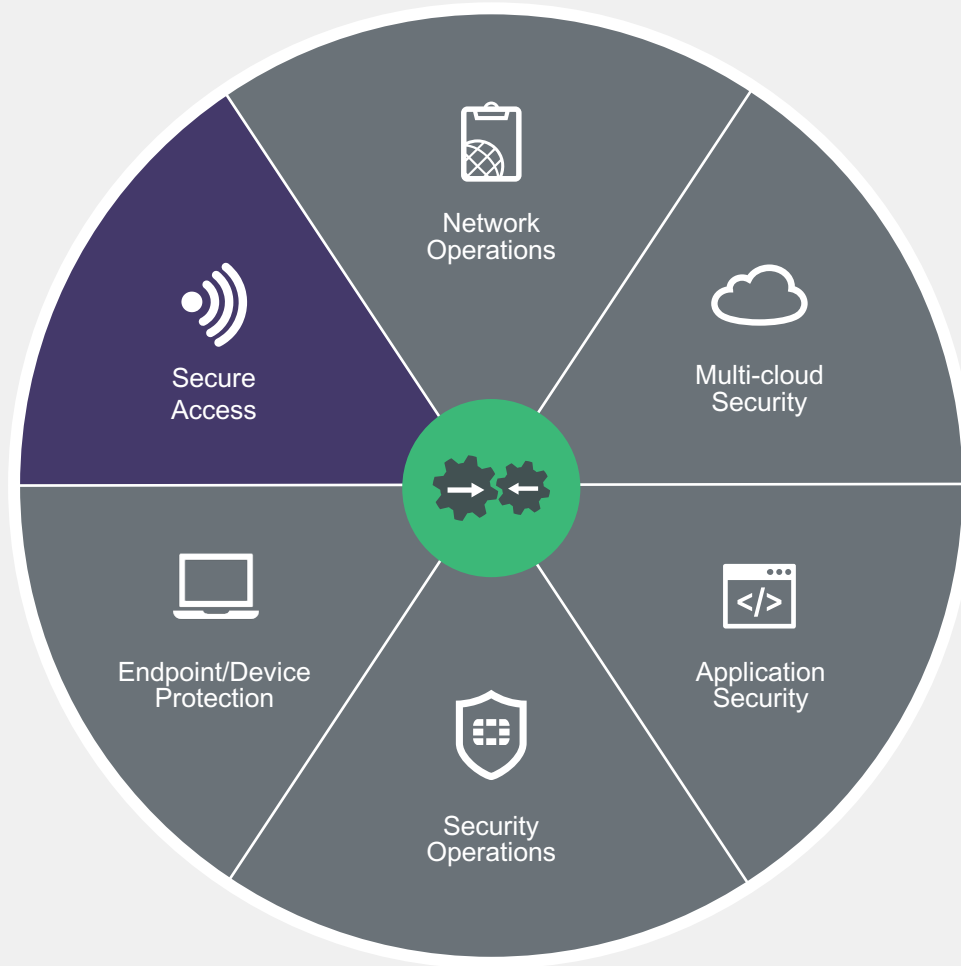 Network
Operations
Multi-cloud
Security
Application
Security
Security
Operations
Endpoint/Device
Protection
Secure
Access
</>